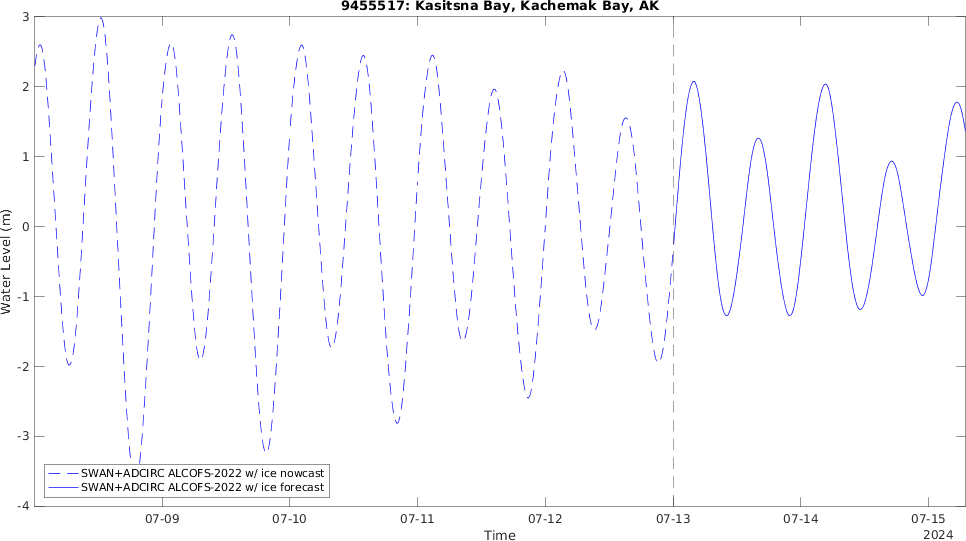 9455517: Kasitsna Bay, Kachemak Bay, AK
3
2
1
0
-1
-2
-3
-4
Water Level (m)
SWAN+ADCIRC ALCOFS-2022 w/ ice nowcast
SWAN+ADCIRC ALCOFS-2022 w/ ice forecast
07-09 07-10 07-11 07-12 07-13 07-14 07-15
Time 2024